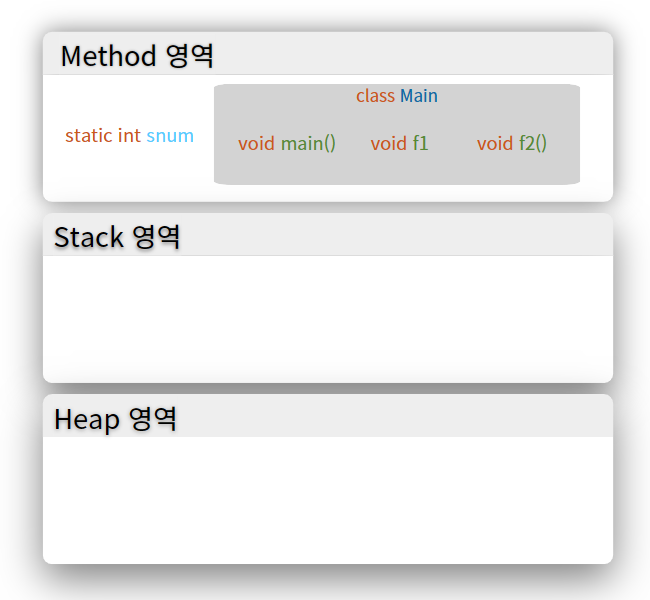 Method 영역
class Main
static int snum
void main() void f1 void f2()
Stack 영역
Heap 영역